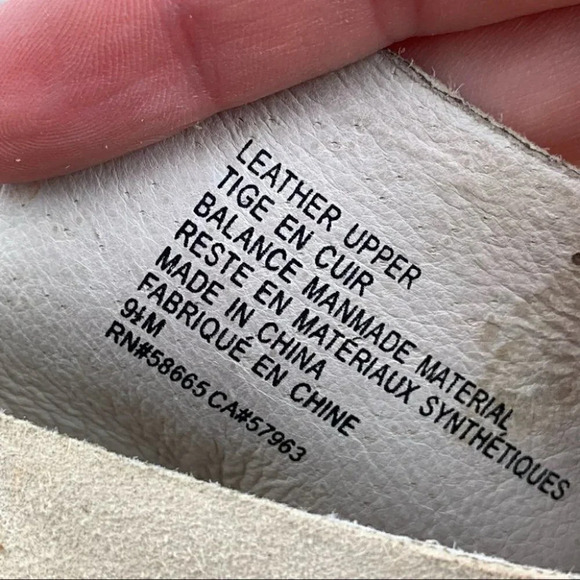 LEATHER UPPER
TIGE EN CUIR
BALANCE MANMADE MATERIAL
RESTE EN MATÉRIAUX SYNTHÉTIQUES
MADE IN CHINA
FABRIQUÉ EN CHINE
9½M
RN#58665 CA#57963